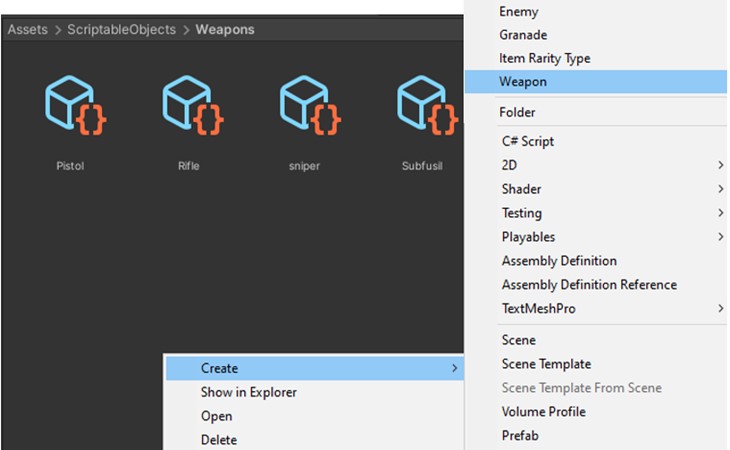 Assets > ScriptableObjects > Weapons
Pistol
Rifle
sniper
Subfusil
Create
Show in Explorer
Open
Delete
Enemy
Granade
Item Rarity Type
Weapon
Folder
C# Script
2D
Shader
Testing
Playables
Assembly Definition
Assembly Definition Reference
TextMeshPro
Scene
Scene Template
Scene Template From Scene
Volume Profile
Prefab